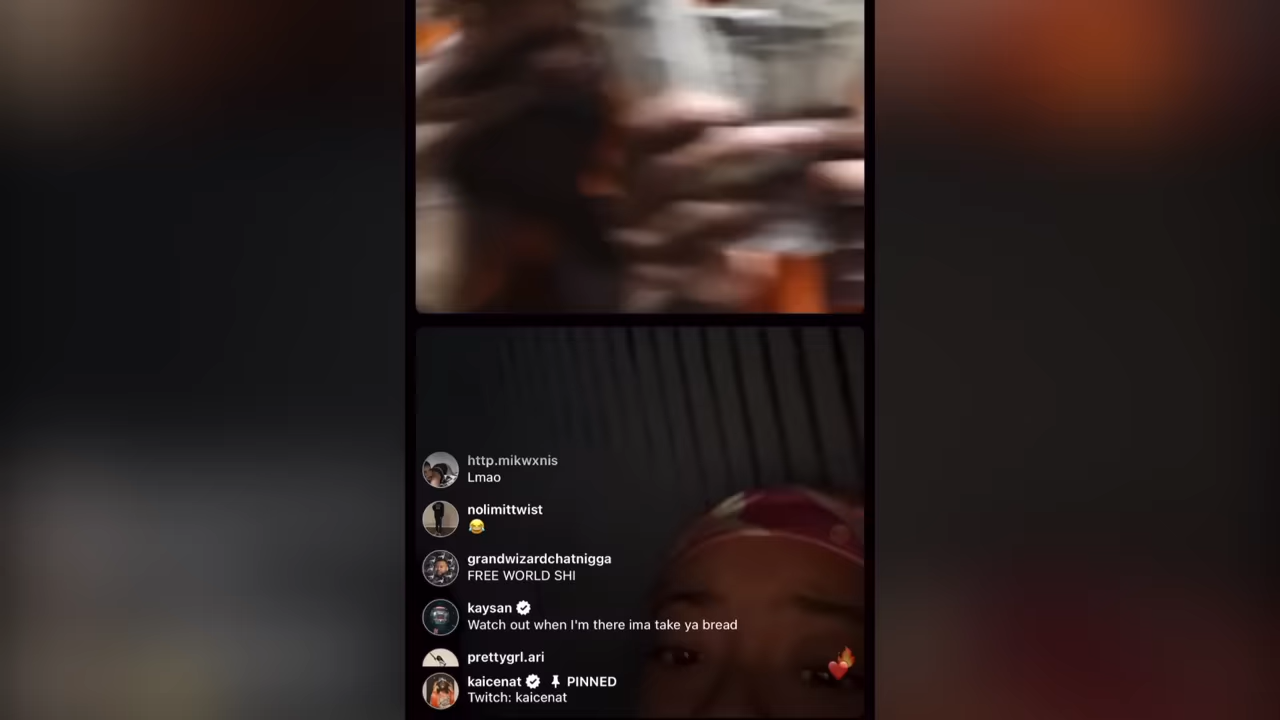 http.mikwxnis
Lmao
nolimittwist
😂
grandwizardchatnigga
FREE WORLD SHI
kaysan
Watch out when I'm there ima take ya bread
prettygrl.ari
kaicenat PINNED
Twitch: kaicenat